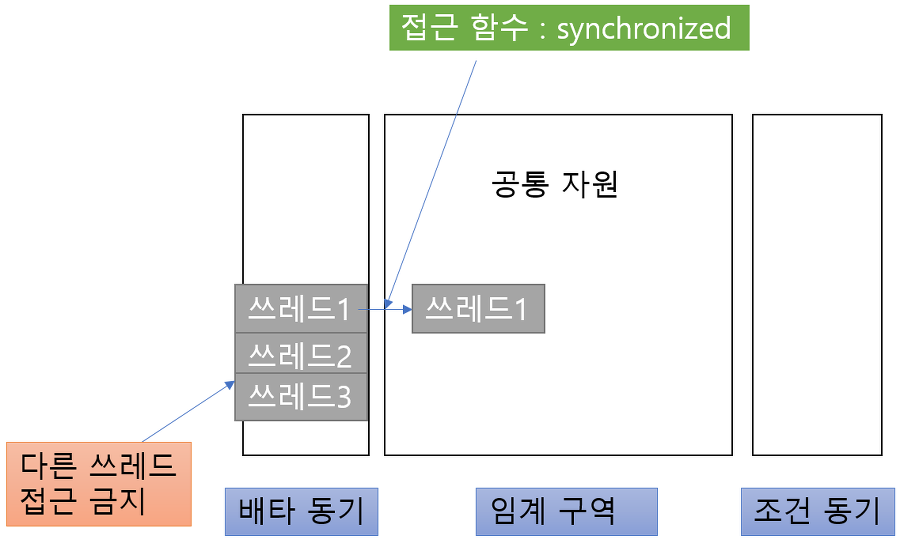 접근 함수 : synchronized
공통 자원
쓰레드1
쓰레드1
쓰레드2
쓰레드3
다른 쓰레드
접근 금지
배타 동기
임계 구역
조건 동기